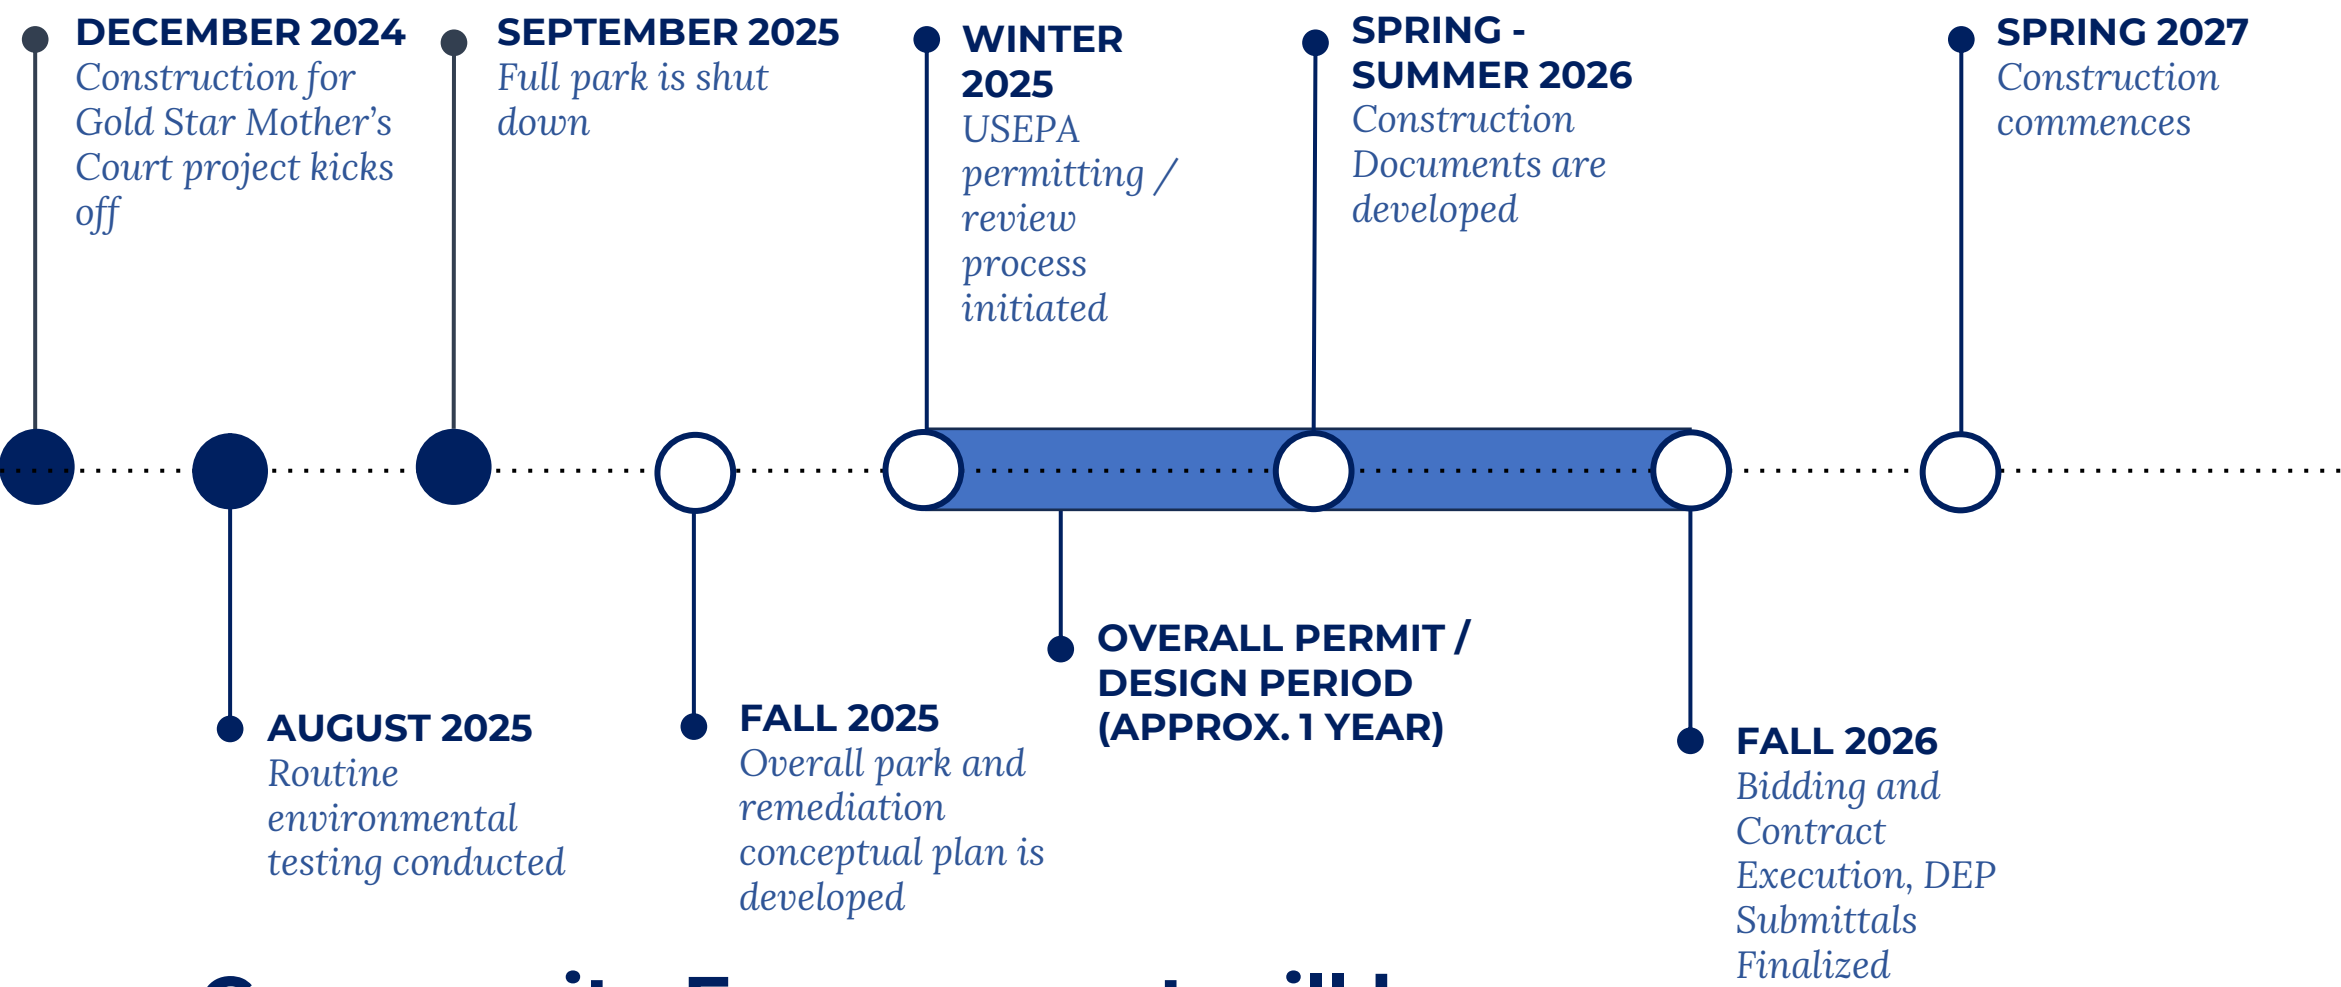 DECEMBER 2024
Construction for
Gold Star Mother’s
Court project kicks
off
SEPTEMBER 2025
Full park is shut
down
WINTER
2025
USEPA
permitting /
review
process
initiated
SPRING -
SUMMER 2026
Construction
Documents are
developed
SPRING 2027
Construction
commences
AUGUST 2025
Routine
environmental
testing conducted
FALL 2025
Overall park and
remediation
conceptual plan is
developed
OVERALL PERMIT /
DESIGN PERIOD
(APPROX. 1 YEAR)
FALL 2026
Bidding and
Contract
Execution, DEP
Submittals
Finalized